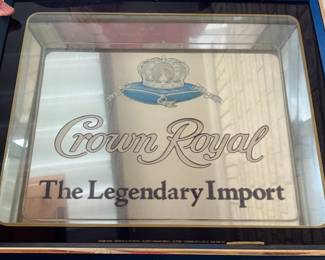 Crown Royal
The Legendary Import